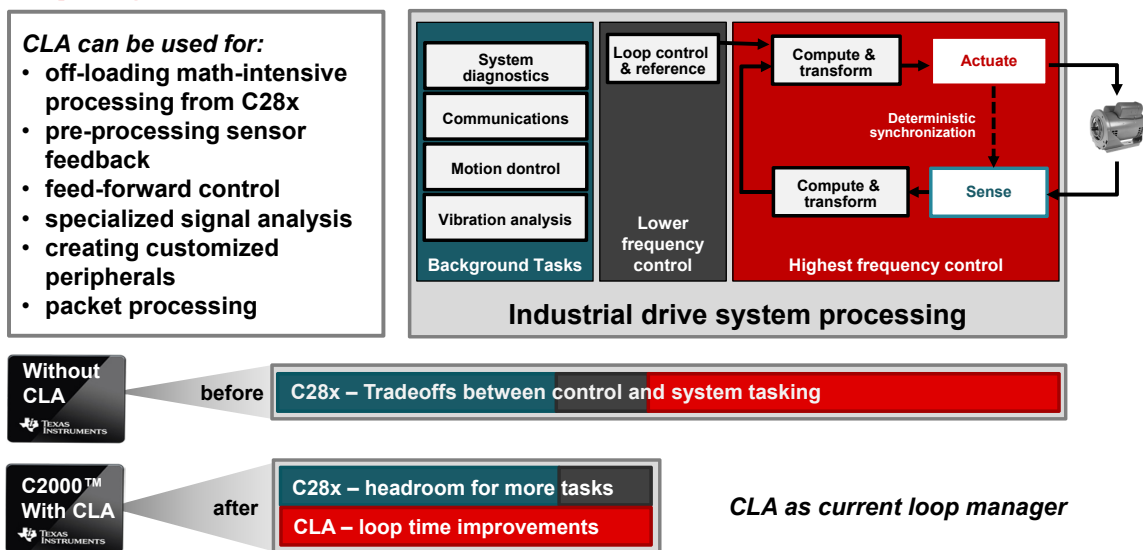 CLA can be used for:
• off-loading math-intensive
processing from C28x
• pre-processing sensor
feedback
• feed-forward control
• specialized signal analysis
• creating customized
peripherals
• packet processing
System
diagnostics
Communications
Motion dontrol
Vibration analysis
Background Tasks
Loop control
& reference
Lower
frequency
control
Compute &
transform
Actuate
Deterministic
synchronization
Compute &
transform
Sense
Highest frequency control
Industrial drive system processing
Without
CLA
TEXAS
INSTRUMENTS
before
C28x – Tradeoffs between control and system tasking
C2000™
With CLA
TEXAS
INSTRUMENTS
after
C28x – headroom for more tasks
CLA – loop time improvements
CLA as current loop manager